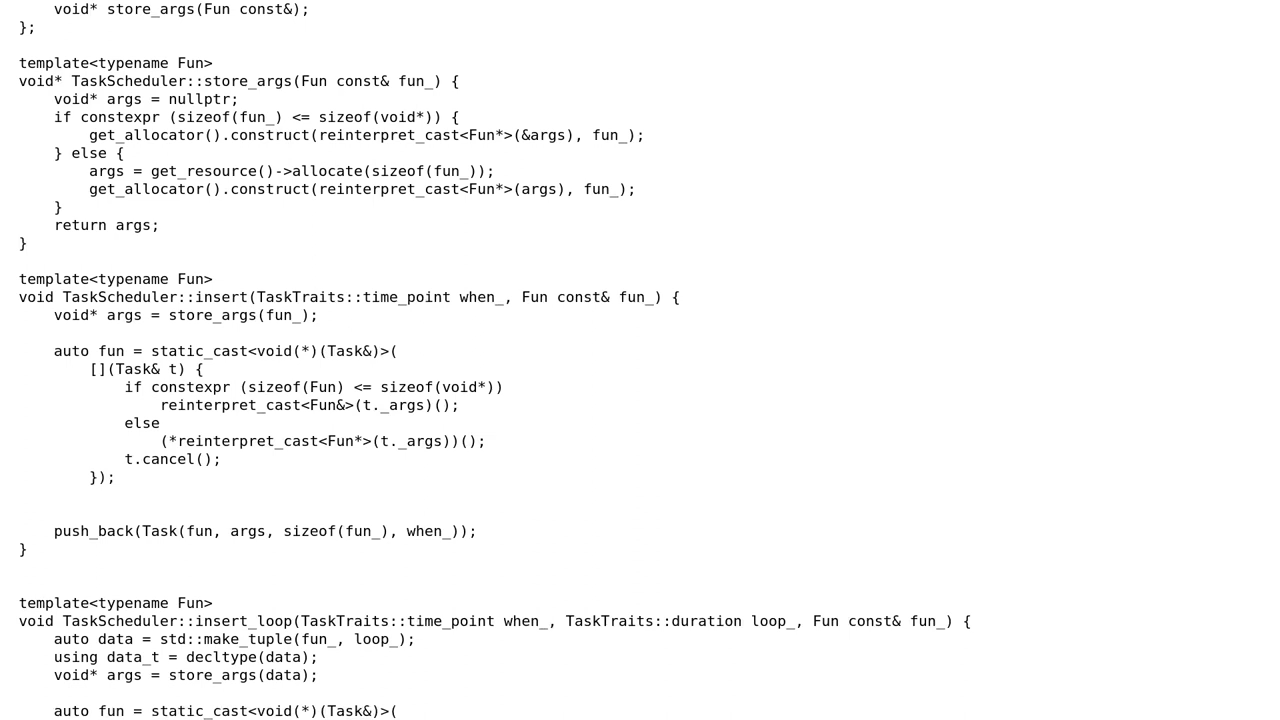 void* store_args(Fun const&);
};

template<typename Fun>
void* TaskScheduler::store_args(Fun const& fun_) {
    void* args = nullptr;
    if constexpr (sizeof(fun_) <= sizeof(void*)) {
        get_allocator().construct(reinterpret_cast<Fun*>(&args), fun_);
    } else {
        args = get_resource()->allocate(sizeof(fun_));
        get_allocator().construct(reinterpret_cast<Fun*>(args), fun_);
    }
    return args;
}

template<typename Fun>
void TaskScheduler::insert(TaskTraits::time_point when_, Fun const& fun_) {
    void* args = store_args(fun_);

    auto fun = static_cast<void(*)(Task&)>(
        [](Task& t) {
            if constexpr (sizeof(Fun) <= sizeof(void*))
                reinterpret_cast<Fun&>(t._args)();
            else
                (*reinterpret_cast<Fun*>(t._args))();
            t.cancel();
        });


    push_back(Task(fun, args, sizeof(fun_), when_));
}


template<typename Fun>
void TaskScheduler::insert_loop(TaskTraits::time_point when_, TaskTraits::duration loop_, Fun const& fun_) {
    auto data = std::make_tuple(fun_, loop_);
    using data_t = decltype(data);
    void* args = store_args(data);

    auto fun = static_cast<void(*)(Task&)>(